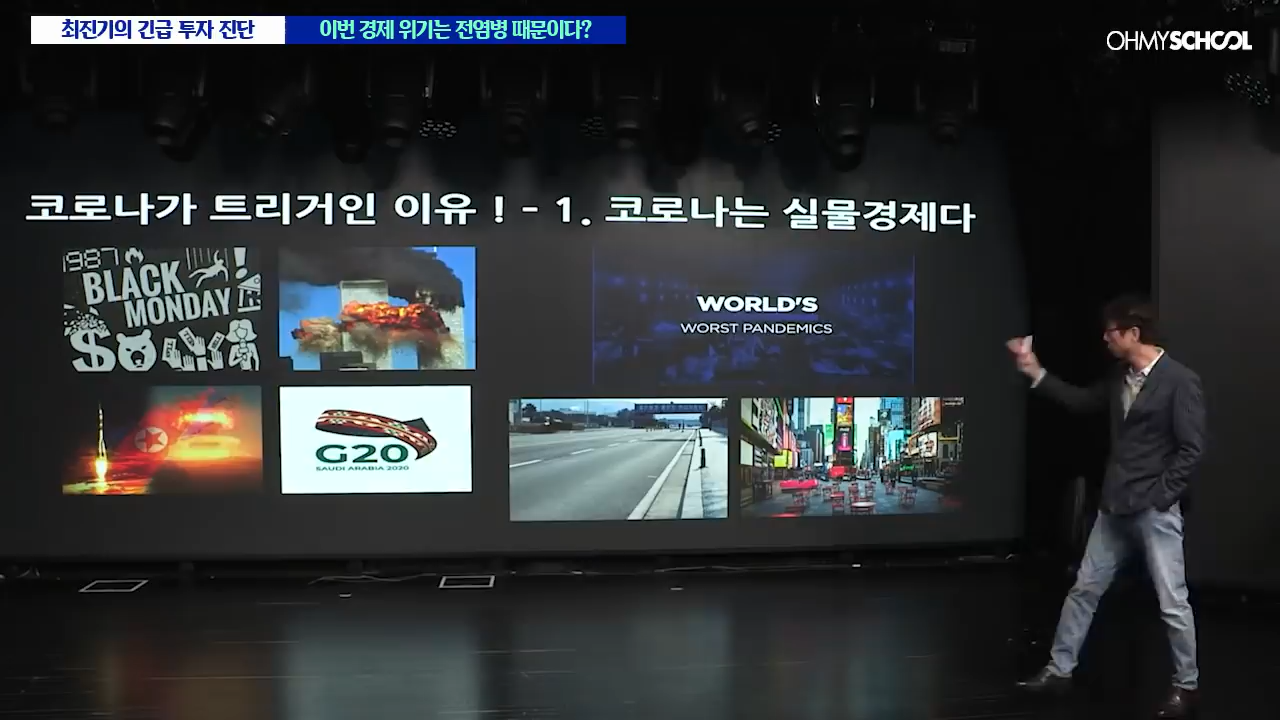 최진기의 긴급 투자 진단
이번 경제 위기는 전염병 때문이다?
OHMYSCHOOL
코로나가 트리거인 이유 ! - 1. 코로나는 실물경제다
1987
BLACK
MONDAY
WORLD'S
WORST PANDEMICS
G20
SAUDI ARABIA 2020